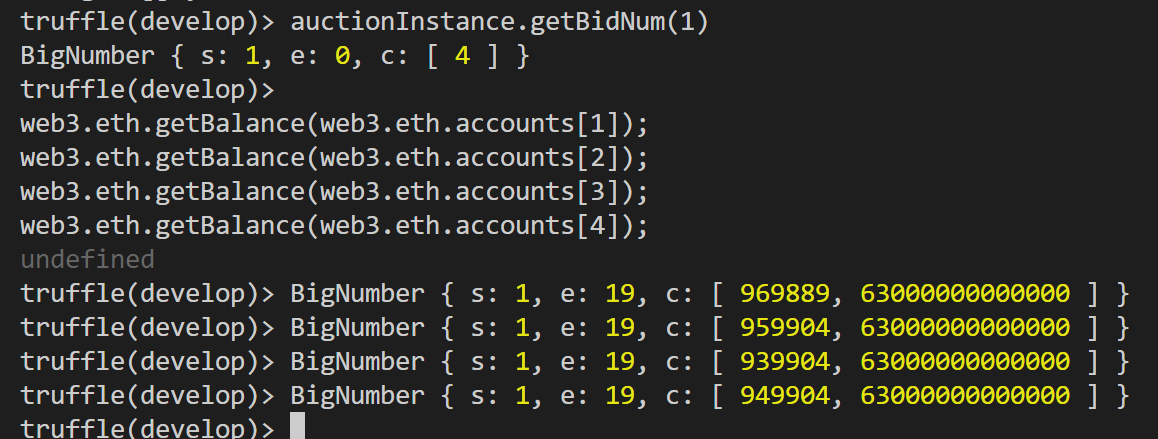 truffle(develop)> auctionInstance.getBidNum(1)
BigNumber { s: 1, e: 0, c: [ 4 ] }
truffle(develop)>
web3.eth.getBalance(web3.eth.accounts[1]);
web3.eth.getBalance(web3.eth.accounts[2]);
web3.eth.getBalance(web3.eth.accounts[3]);
web3.eth.getBalance(web3.eth.accounts[4]);
undefined
truffle(develop)> BigNumber { s: 1, e: 19, c: [ 969889, 63000000000000 ] }
truffle(develop)> BigNumber { s: 1, e: 19, c: [ 959904, 63000000000000 ] }
truffle(develop)> BigNumber { s: 1, e: 19, c: [ 939904, 63000000000000 ] }
truffle(develop)> BigNumber { s: 1, e: 19, c: [ 949904, 63000000000000 ] }
truffle(develop)>